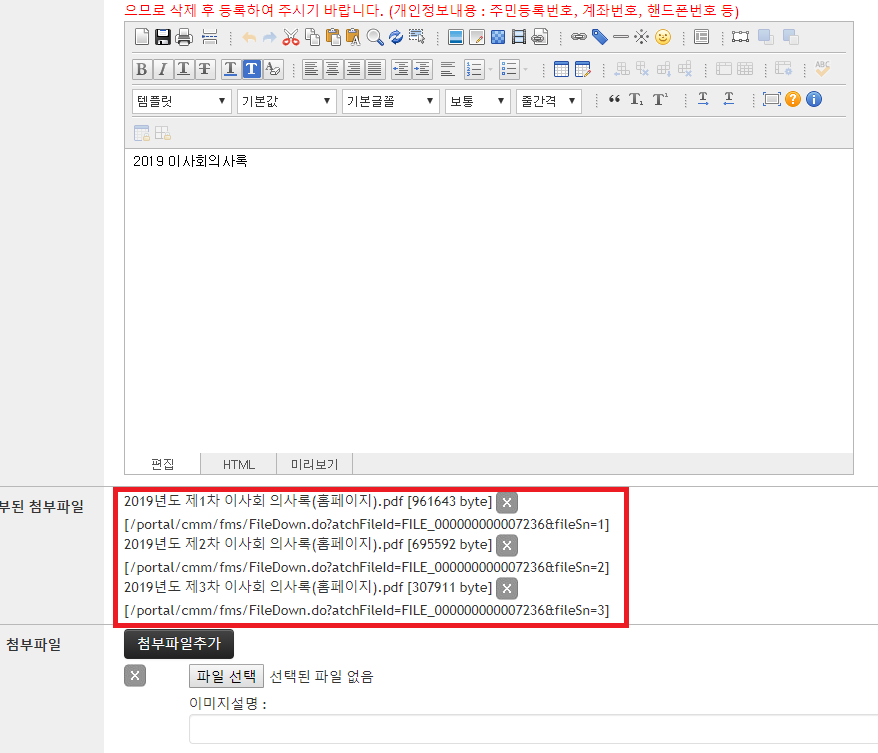 으므로 삭제 후 등록하여 주시기 바랍니다. (개인정보내용 : 주민등록번호, 계좌번호, 핸드폰번호 등)
B I T T T T
ABC
템플릿 기본값 기본글꼴 보통 줄간격
2019 이사회의사록
편집 HTML 미리보기
부된 첨부파일
2019년도 제1차 이사회 의사록(홈페이지).pdf [961643 byte] X
[/portal/cmm/fms/FileDown.do?atchFileId=FILE_000000000007236&fileSn=1]
2019년도 제2차 이사회 의사록(홈페이지).pdf [695592 byte] X
[/portal/cmm/fms/FileDown.do?atchFileId=FILE_000000000007236&fileSn=2]
2019년도 제3차 이사회 의사록(홈페이지).pdf [307911 byte] X
[/portal/cmm/fms/FileDown.do?atchFileId=FILE_000000000007236&fileSn=3]
첨부파일
첨부파일추가
X 파일 선택 선택된 파일 없음
이미지설명 :